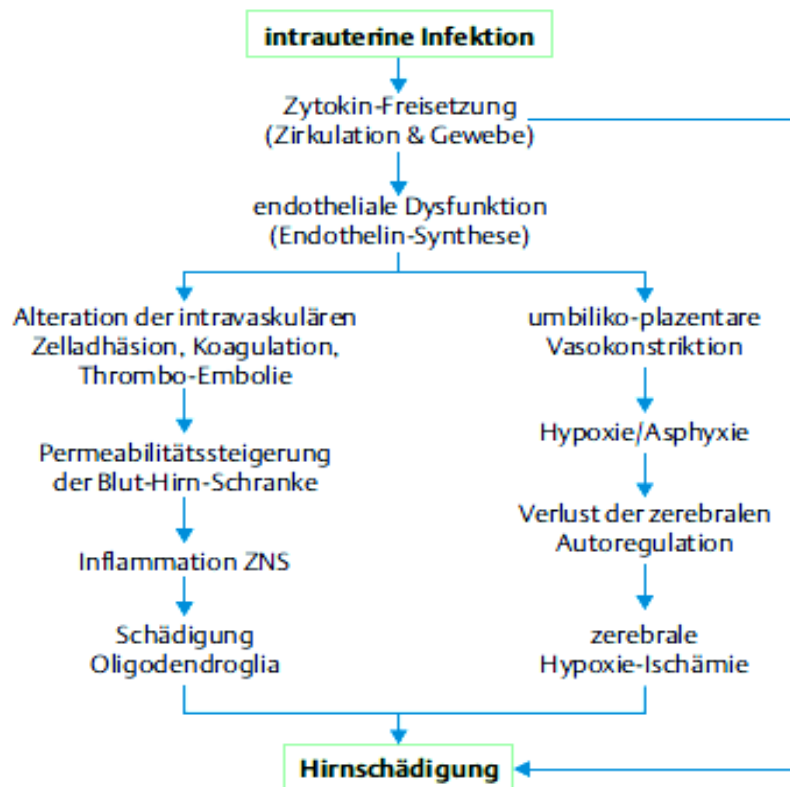 intrauterine Infektion
Zytokin-Freisetzung
(Zirkulation & Gewebe)
endotheliale Dysfunktion
(Endothelin-Synthese)
Alteration der intravaskulären
Zelladhäsion, Koagulation,
Thrombo-Embolie
Permeabilitätssteigerung
der Blut-Hirn-Schranke
Inflammation ZNS
Schädigung
Oligodendroglia
umbiliko-plazentare
Vasokonstriktion
Hypoxie/Asphyxie
Verlust der zerebralen
Autoregulation
zerebrale
Hypoxie-Ischämie
Hirnschädigung